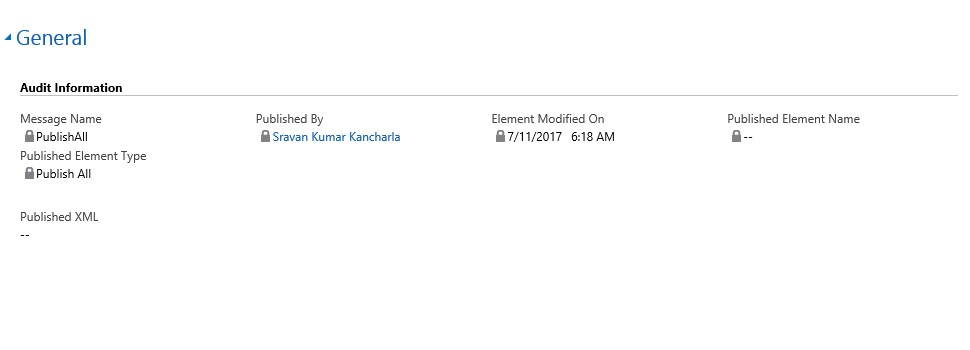 General
Audit Information
Message Name Published By Element Modified On Published Element Name
PublishAll Sravan Kumar Kancharla 7/11/2017 6:18 AM --
Published Element Type
Publish All
Published XML
--